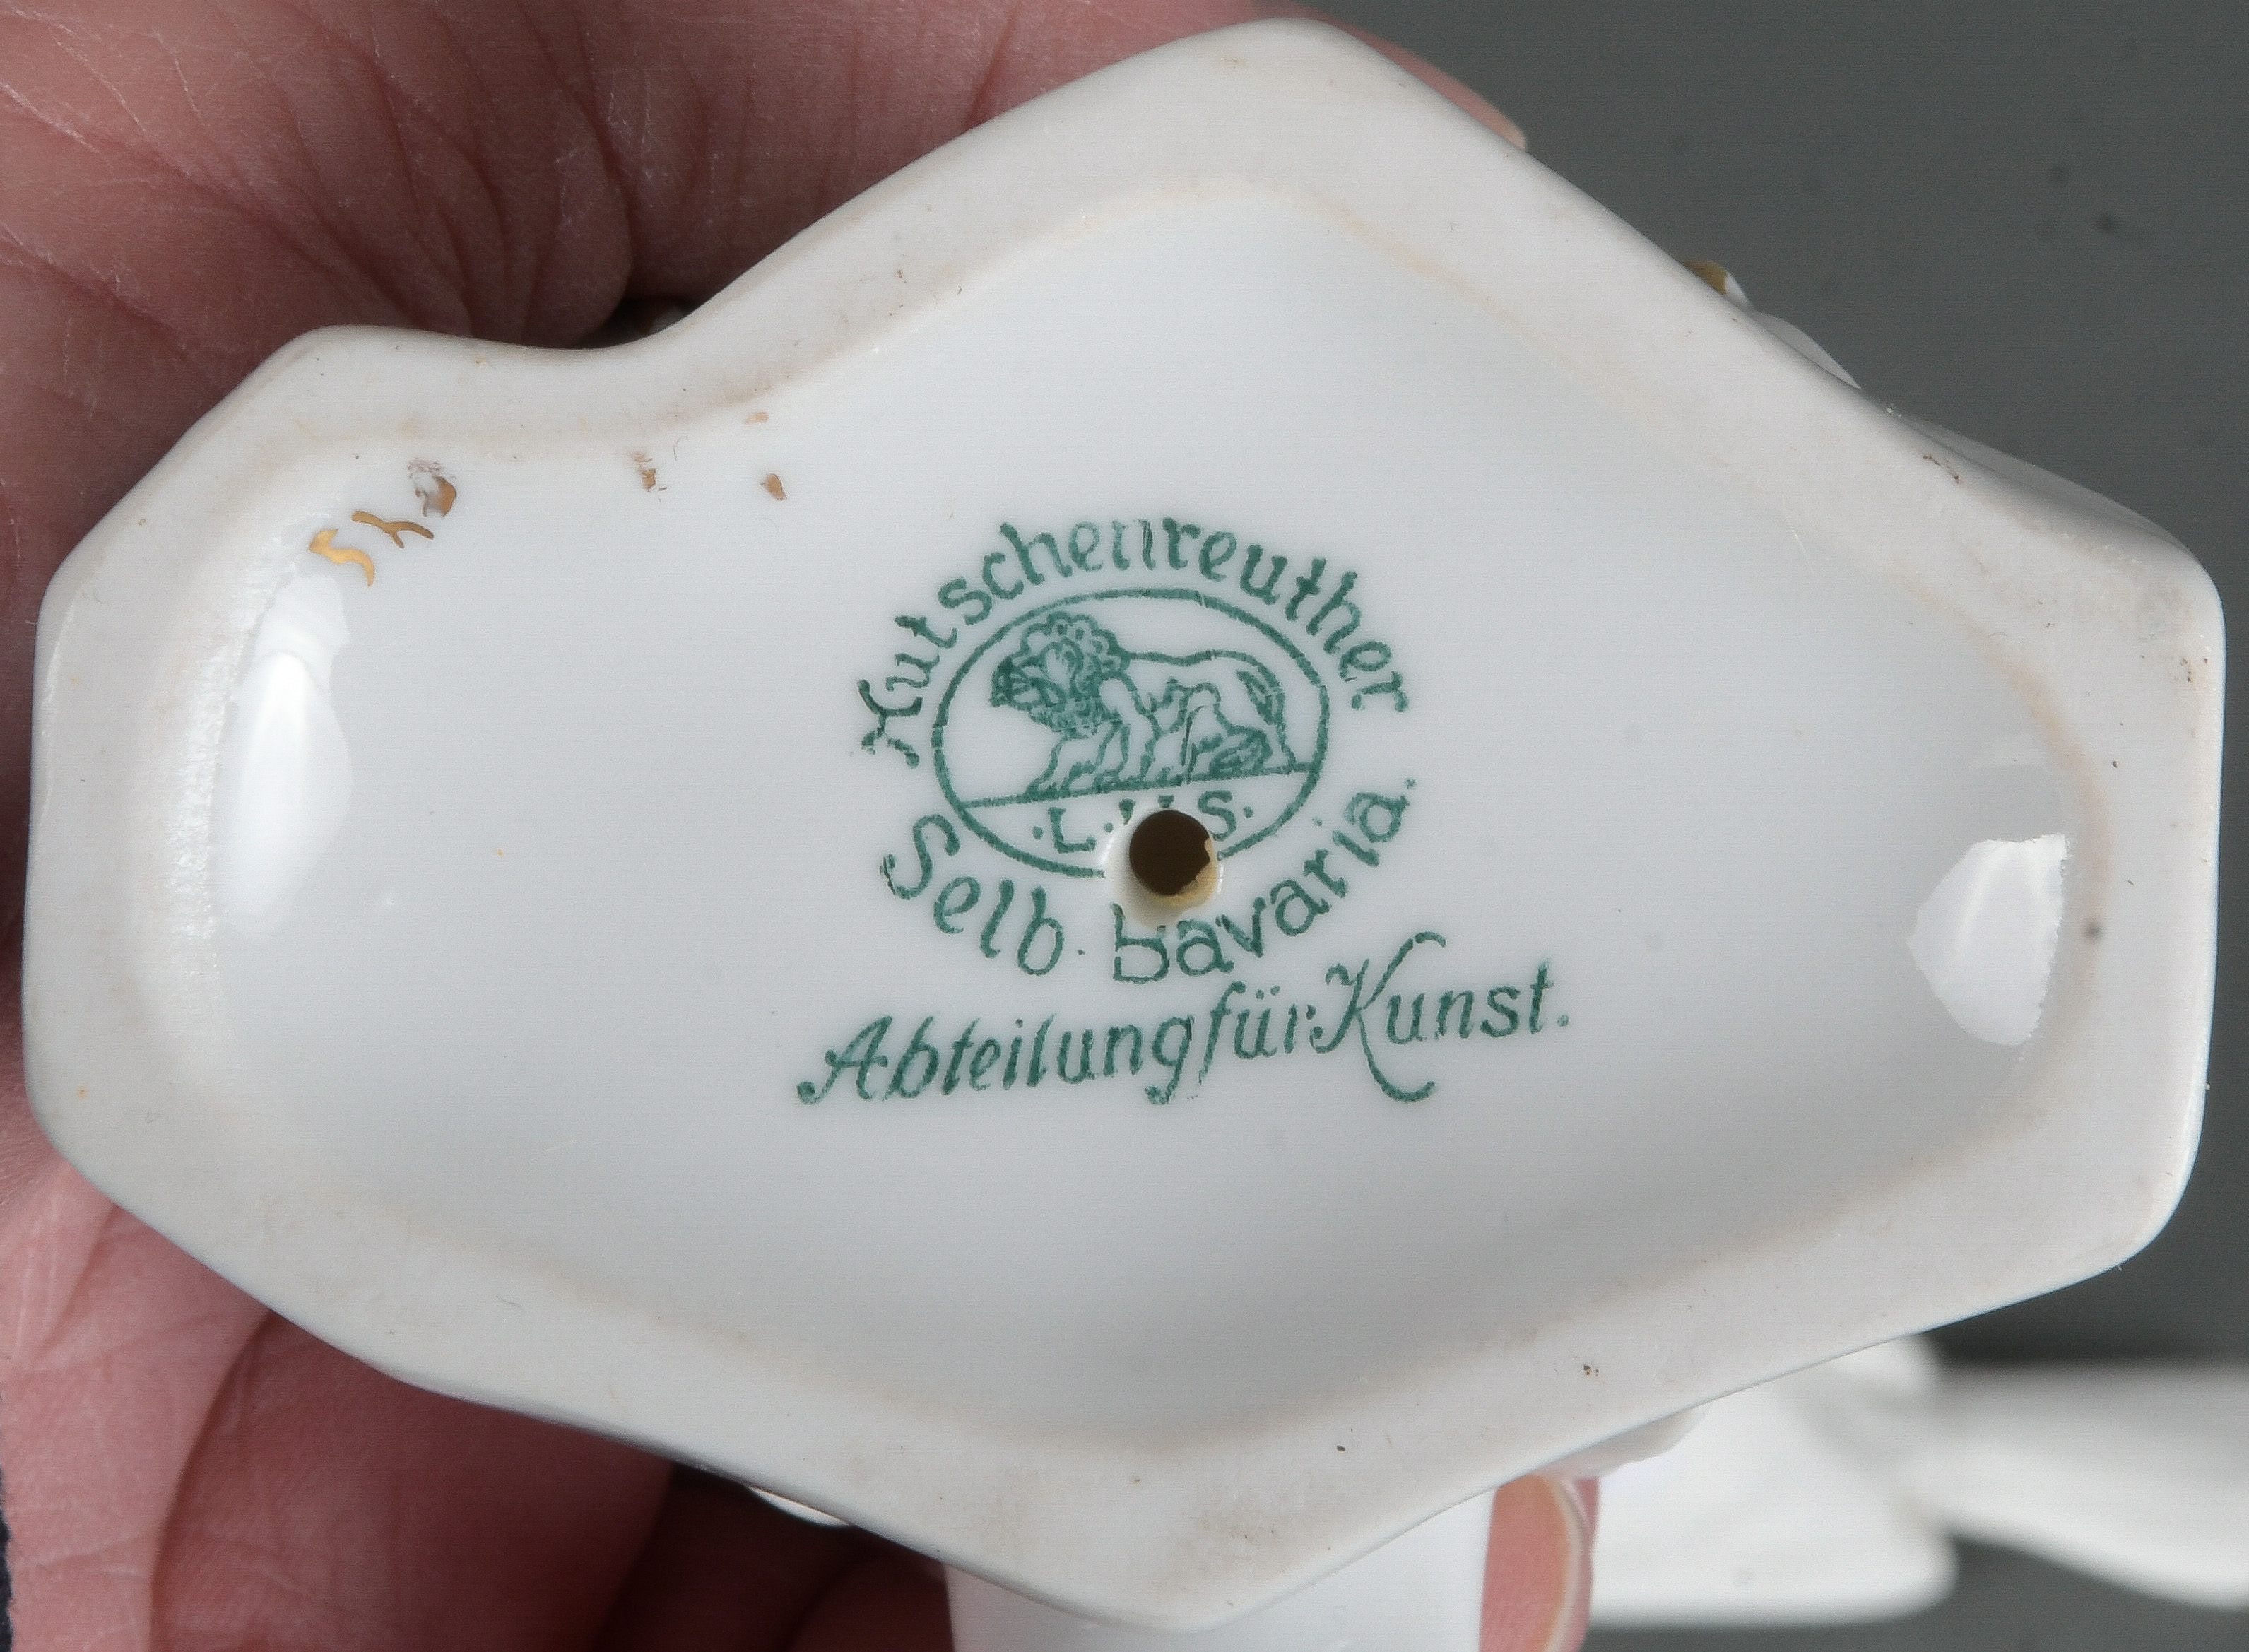 Hutschenreuther
·L.H.S.
Selb·Bavaria.
Abteilung für Kunst.